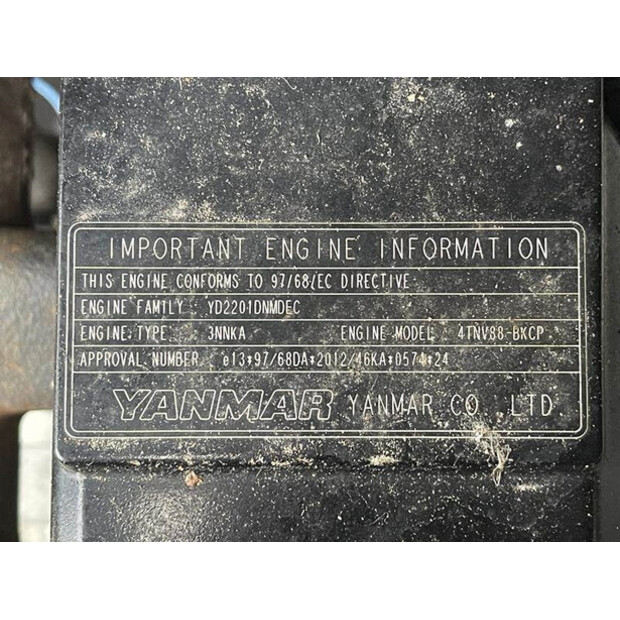 IMPORTANT ENGINE INFORMATION
THIS ENGINE CONFORMS TO 97/68/EC DIRECTIVE
ENGINE FAMILY : YD2201DNMDEC
ENGINE TYPE : 3NNKA ENGINE MODEL 4TNV88-BKCP
APPROVAL NUMBER : e13*97/68DA*2012/46KA*0574*24
YANMAR YANMAR CO., LTD.